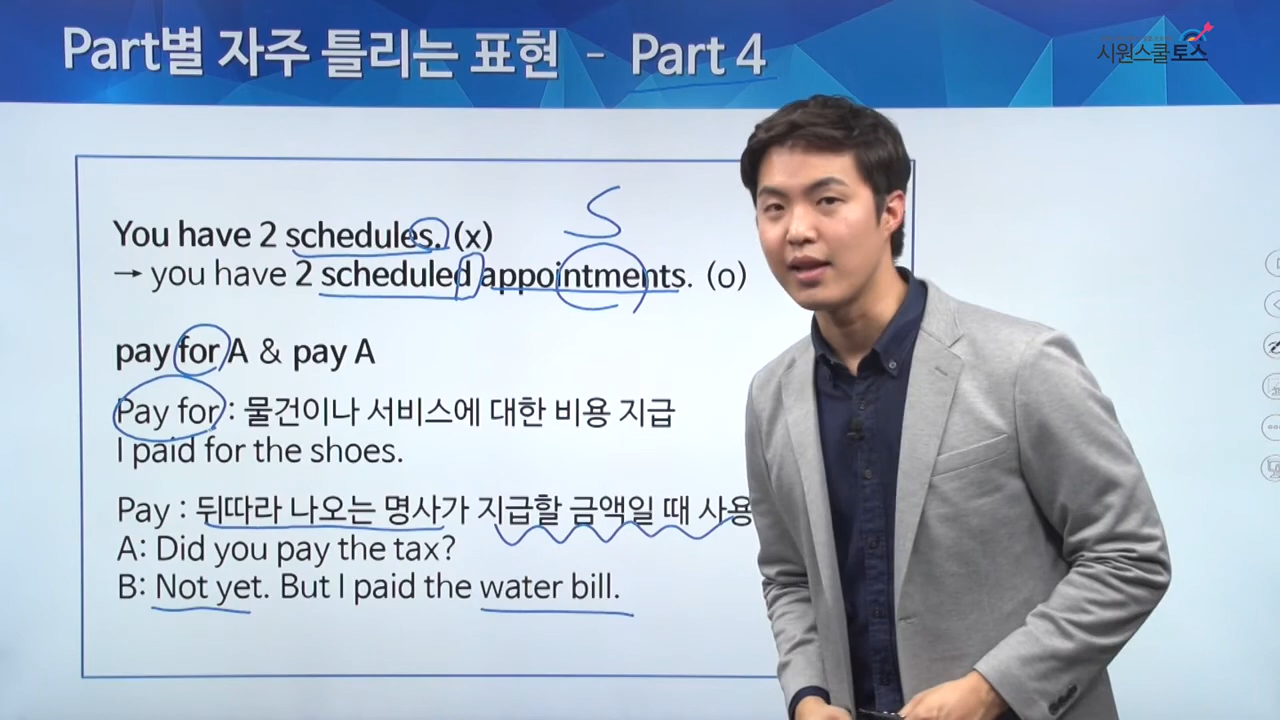 Part별 자주 틀리는 표현 - Part 4
시원스쿨 토스
You have 2 schedules. (x)
S
→ you have 2 scheduled appointments. (o)
pay for A & pay A
Pay for : 물건이나 서비스에 대한 비용 지급
I paid for the shoes.
Pay : 뒤따라 나오는 명사가 지급할 금액일 때 사용
A: Did you pay the tax?
B: Not yet. But I paid the water bill.